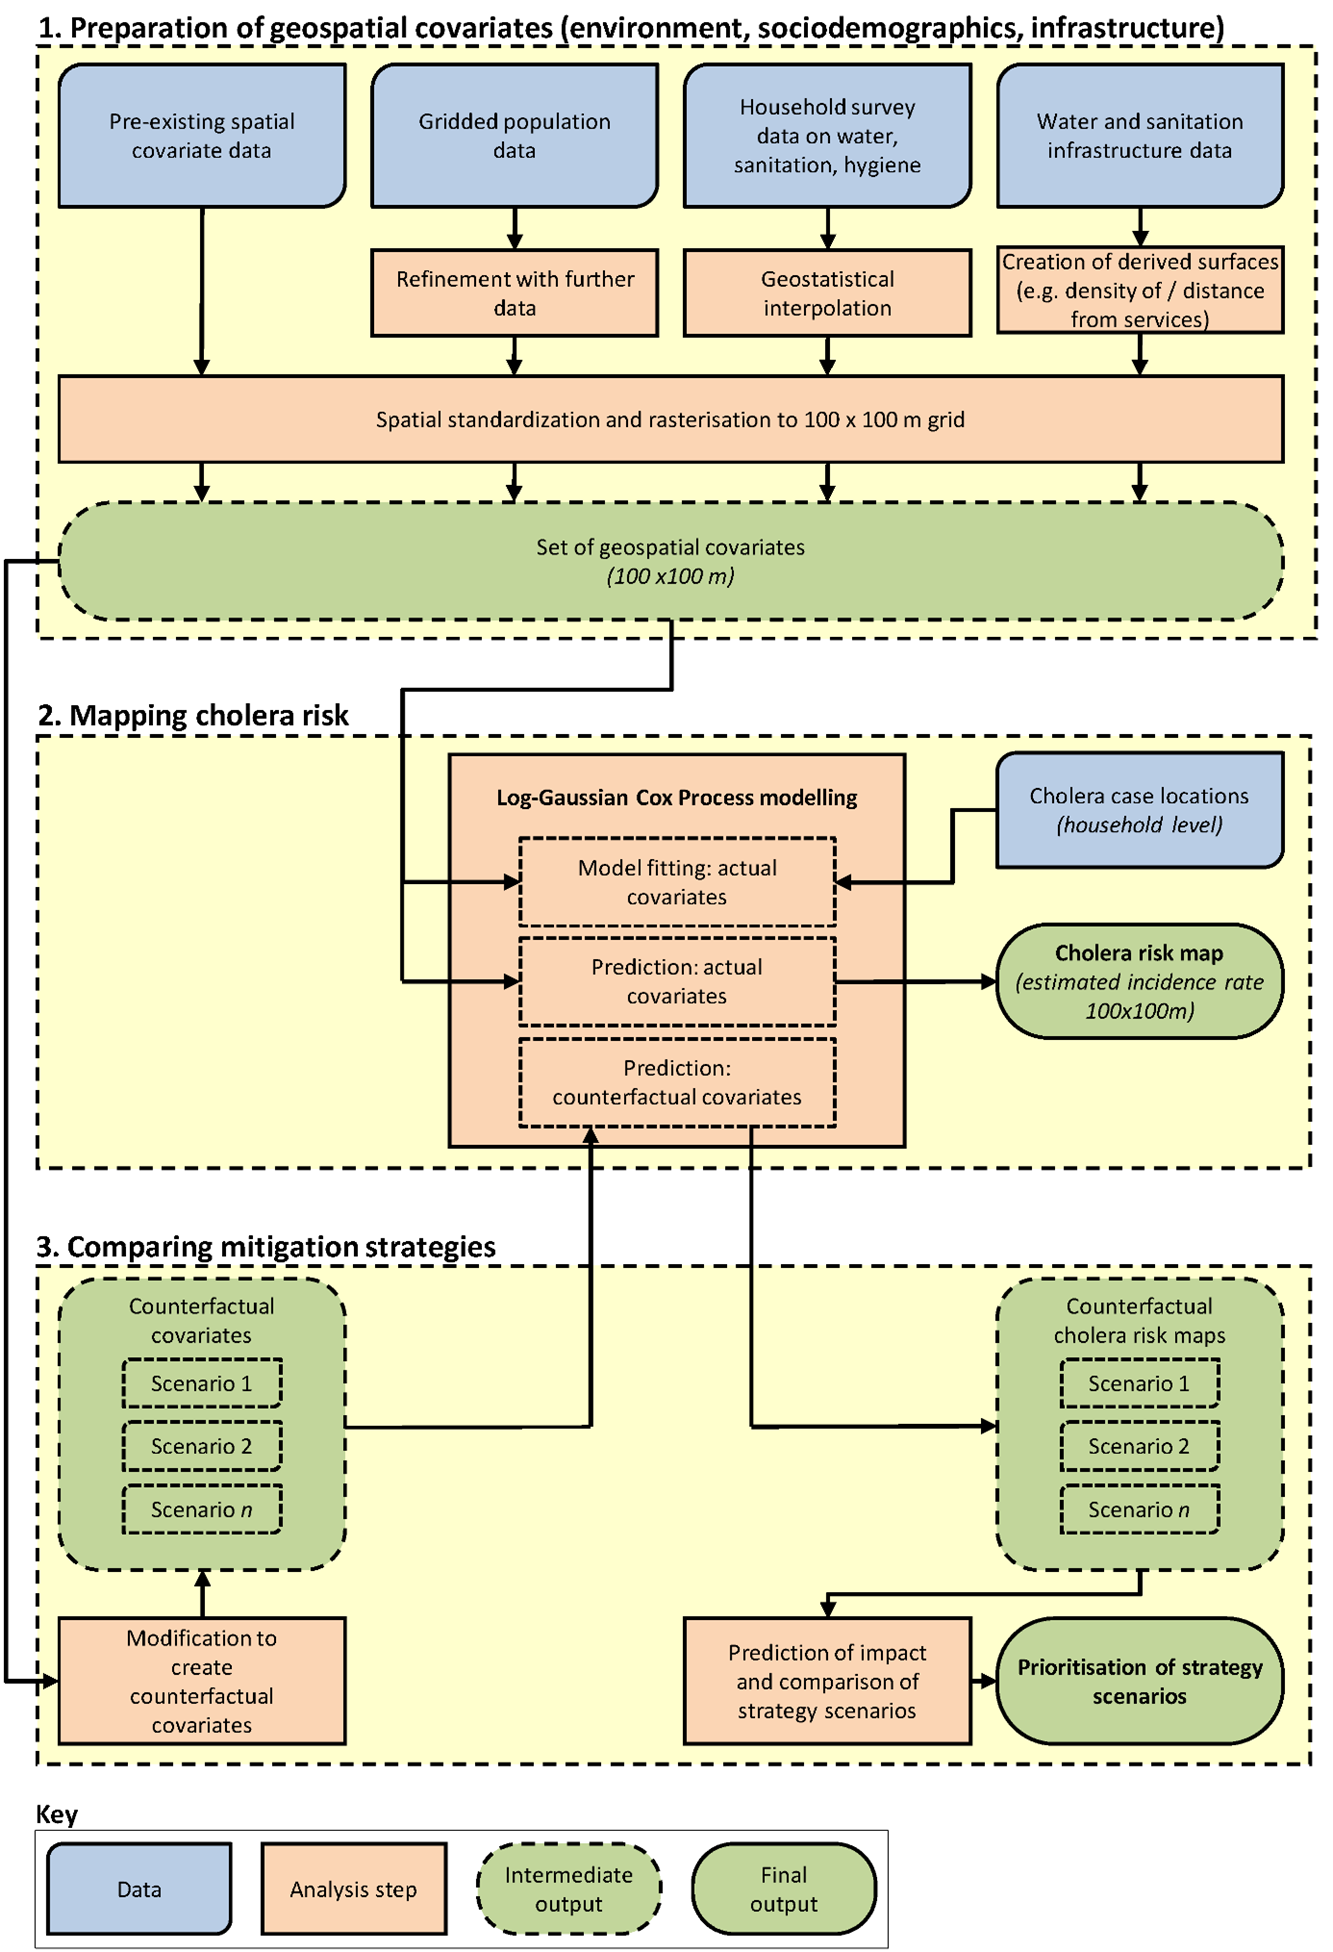 1. Preparation of geospatial covariates (environment, sociodemographics, infrastructure)
Pre-existing spatial
covariate data
Gridded population
data
Household survey
data on water,
sanitation, hygiene
Water and sanitation
infrastructure data
Refinement with further
data
Geostatistical
interpolation
Creation of derived surfaces
(e.g. density of / distance
from services)
Spatial standardization and rasterisation to 100 x 100 m grid
Set of geospatial covariates
(100 x100 m)
2. Mapping cholera risk
Log-Gaussian Cox Process modelling
Model fitting: actual
covariates
Prediction: actual
covariates
Prediction:
counterfactual covariates
Cholera case locations
(household level)
Cholera risk map
(estimated incidence rate
100x100m)
3. Comparing mitigation strategies
Counterfactual
covariates
Scenario 1
Scenario 2
Scenario n
Modification to
create
counterfactual
covariates
Counterfactual
cholera risk maps
Scenario 1
Scenario 2
Scenario n
Prediction of impact
and comparison of
strategy scenarios
Prioritisation of strategy
scenarios
Key
Data
Analysis step
Intermediate
output
Final
output